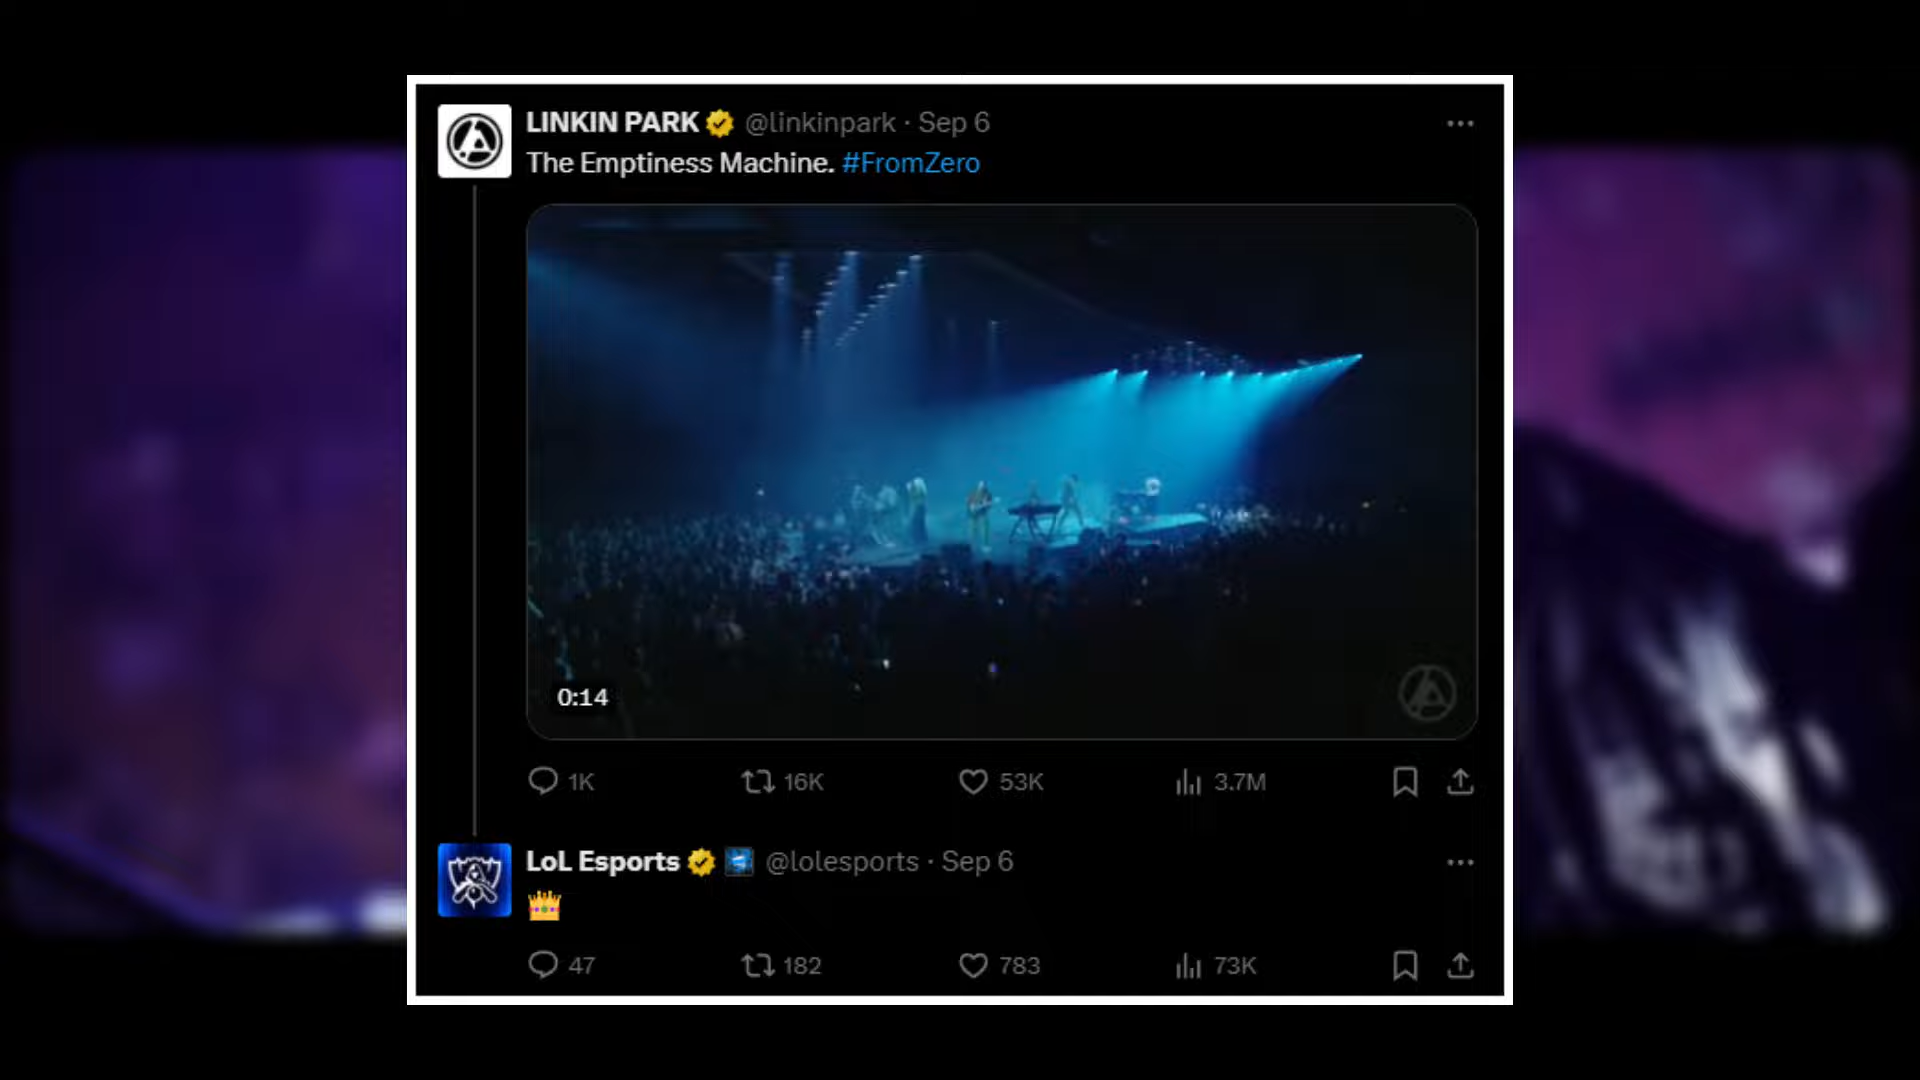 LINKIN PARK @linkinpark · Sep 6
The Emptiness Machine. #FromZero
0:14
1K 16K 53K 3.7M
LoL Esports @lolesports · Sep 6
👑
47 182 783 73K